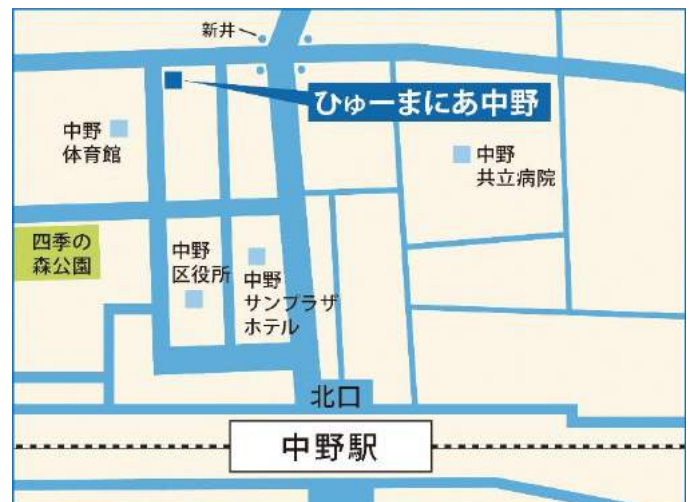 新井
ひゅーまにあ中野
中野
体育館
中野
共立病院
四季の
森公園
中野
区役所
中野
サンプラザ
ホテル
北口
中野駅